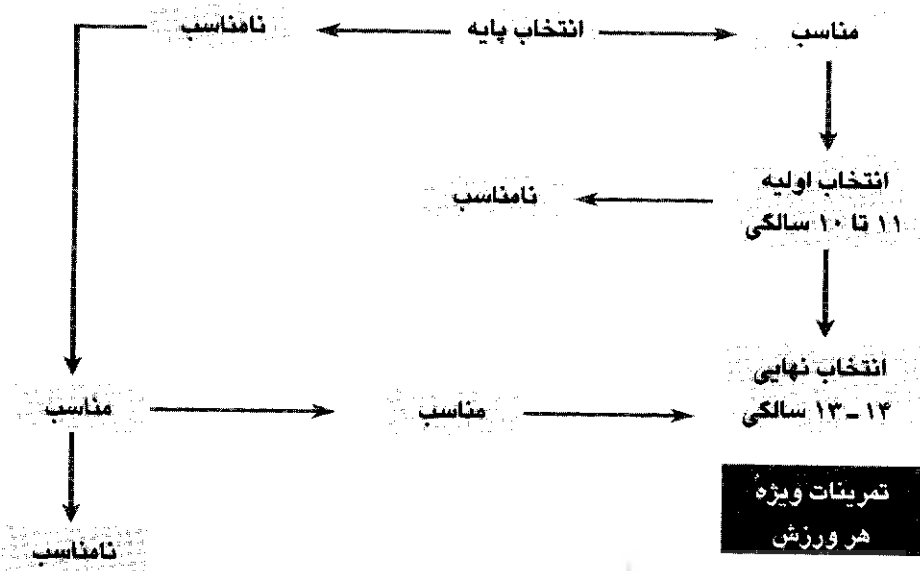 مناسب
انتخاب پایه
نامناسب
انتخاب اولیه
۱۱ تا ۱۰ سالگی
نامناسب
انتخاب نهایی
۱۴ ـ ۱۳ سالگی
مناسب
مناسب
تمرینات ویژهٔ
هر ورزش
نامناسب